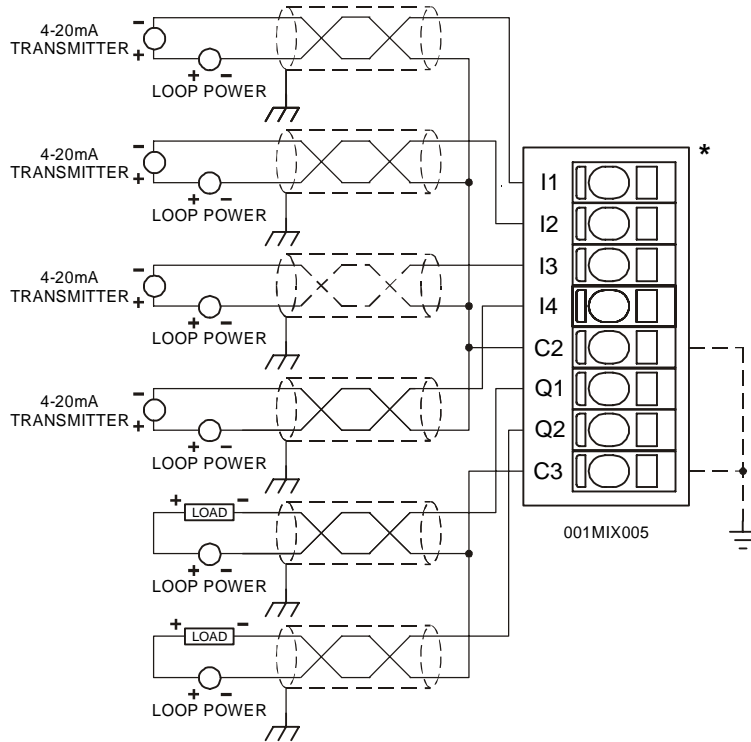 4-20mA
TRANSMITTER
-
+
+ -
LOOP POWER
4-20mA
TRANSMITTER
-
+
+ -
LOOP POWER
4-20mA
TRANSMITTER
-
+
+ -
LOOP POWER
4-20mA
TRANSMITTER
-
+
+ -
LOOP POWER
+ LOAD -
+ -
LOOP POWER
+ LOAD -
+ -
LOOP POWER
*
I1
I2
I3
I4
C2
Q1
Q2
C3
001MIX005